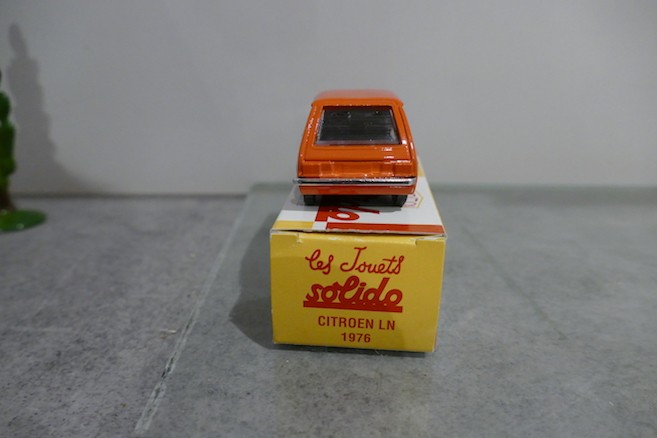 Les Jouets
solido
CITROEN LN
1976